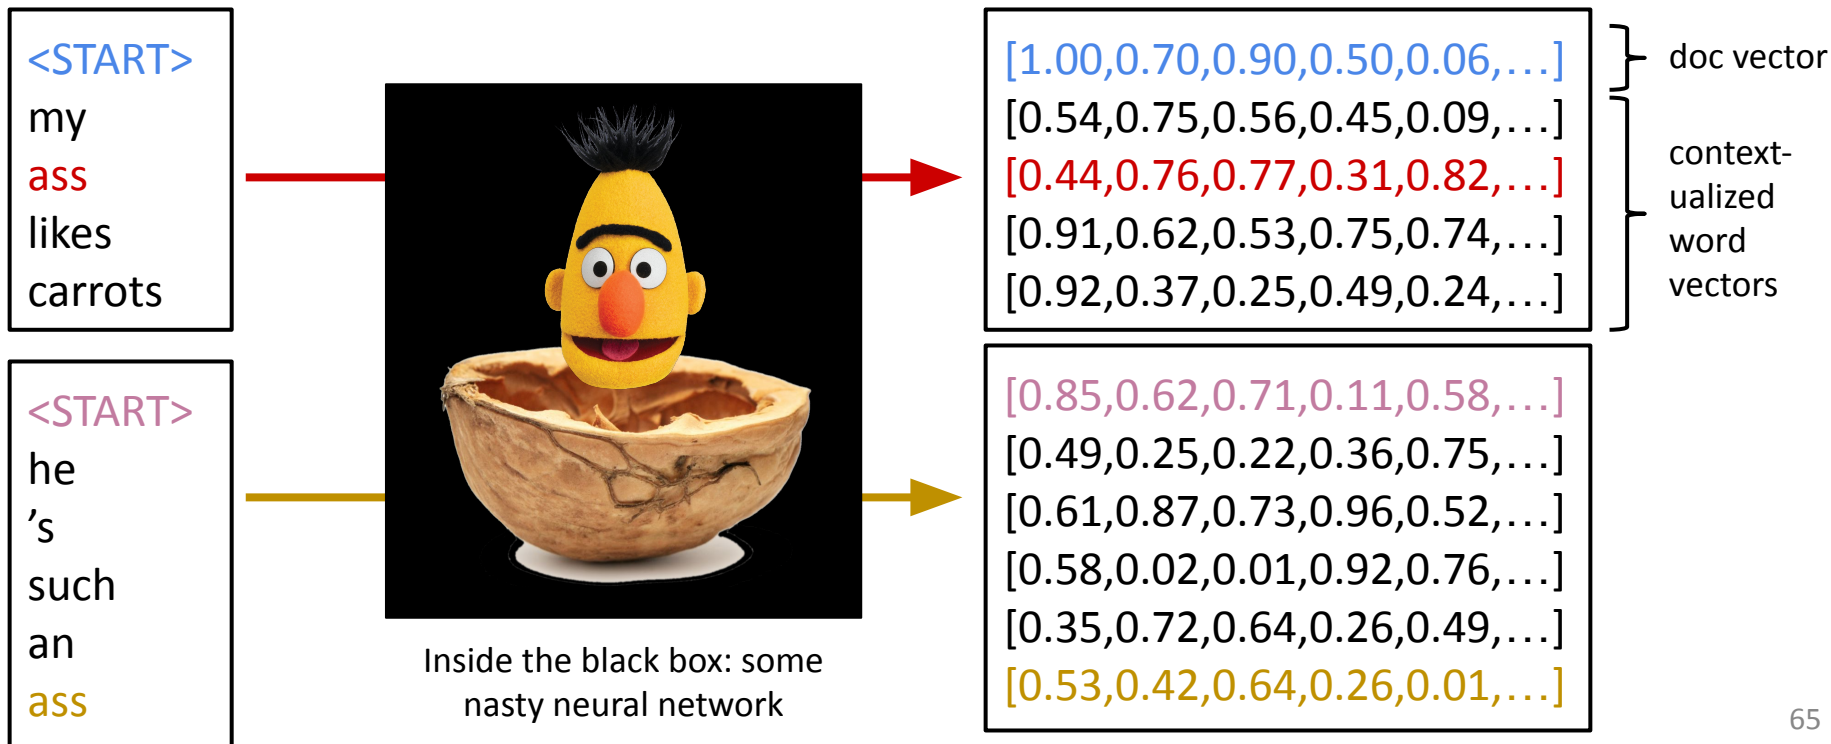 <START>
my
ass
likes
carrots
<START>
he
’s
such
an
ass
Inside the black box: some
nasty neural network
[1.00,0.70,0.90,0.50,0.06,…]
[0.54,0.75,0.56,0.45,0.09,…]
[0.44,0.76,0.77,0.31,0.82,…]
[0.91,0.62,0.53,0.75,0.74,…]
[0.92,0.37,0.25,0.49,0.24,…]
[0.85,0.62,0.71,0.11,0.58,…]
[0.49,0.25,0.22,0.36,0.75,…]
[0.61,0.87,0.73,0.96,0.52,…]
[0.58,0.02,0.01,0.92,0.76,…]
[0.35,0.72,0.64,0.26,0.49,…]
[0.53,0.42,0.64,0.26,0.01,…]
doc vector
context-
ualized
word
vectors
65